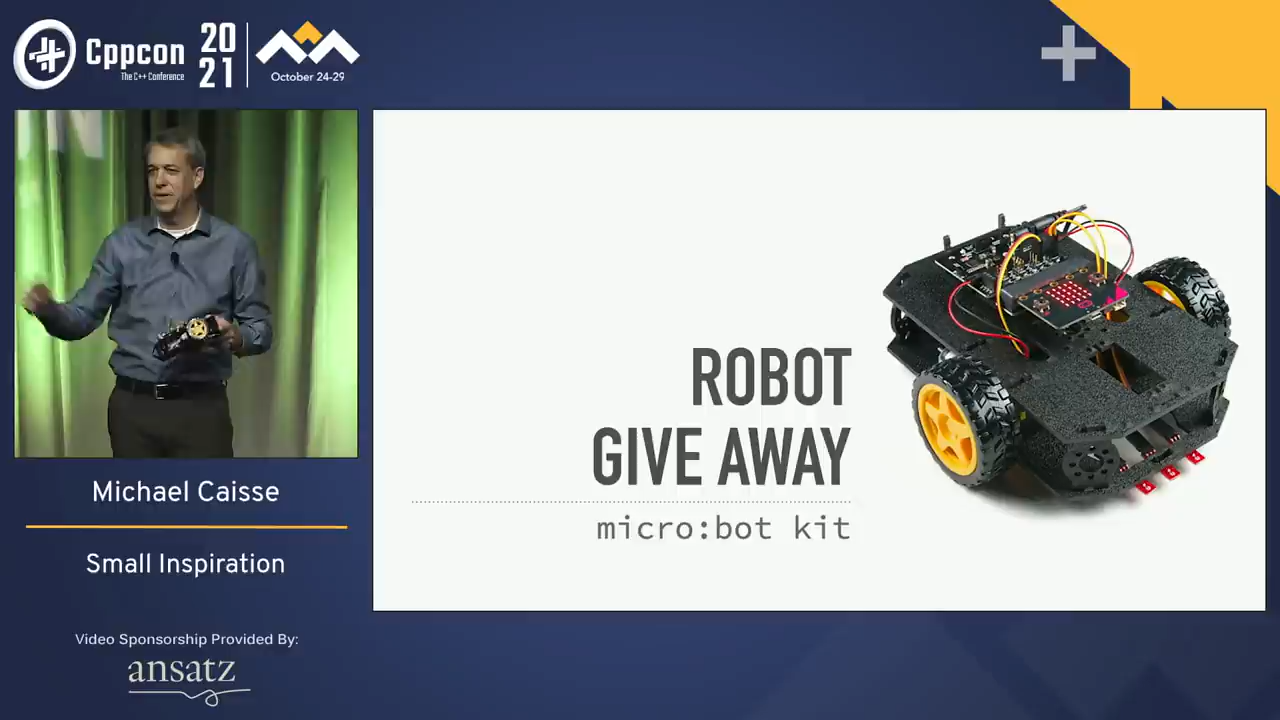 Cppcon
The C++ Conference
20
21
October 24-29
ROBOT
GIVE AWAY
micro:bot kit
Michael Caisse
Small Inspiration
Video Sponsorship Provided By:
ansatz